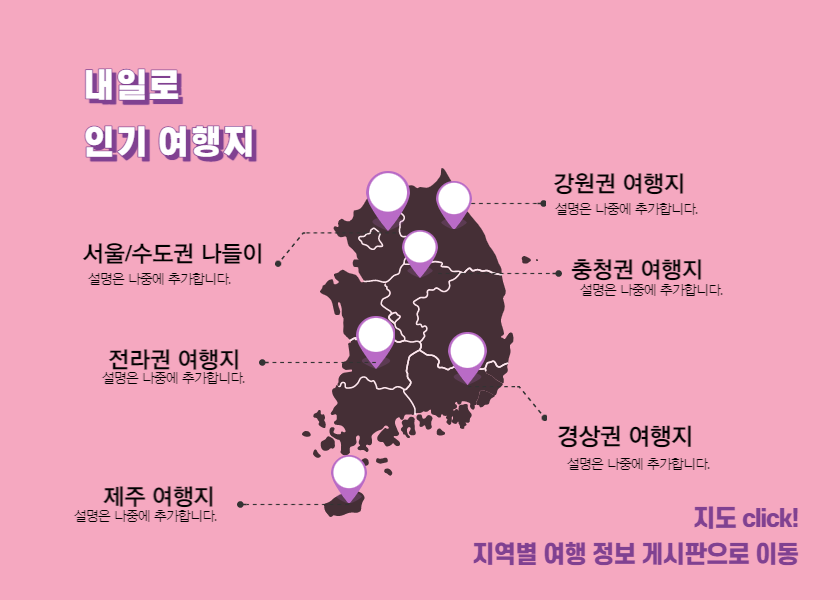 내일로
인기 여행지
강원권 여행지
설명은 나중에 추가합니다.
서울/수도권 나들이
설명은 나중에 추가합니다.
충청권 여행지
설명은 나중에 추가합니다.
전라권 여행지
설명은 나중에 추가합니다.
경상권 여행지
설명은 나중에 추가합니다.
제주 여행지
설명은 나중에 추가합니다.
지도 click!
지역별 여행 정보 게시판으로 이동